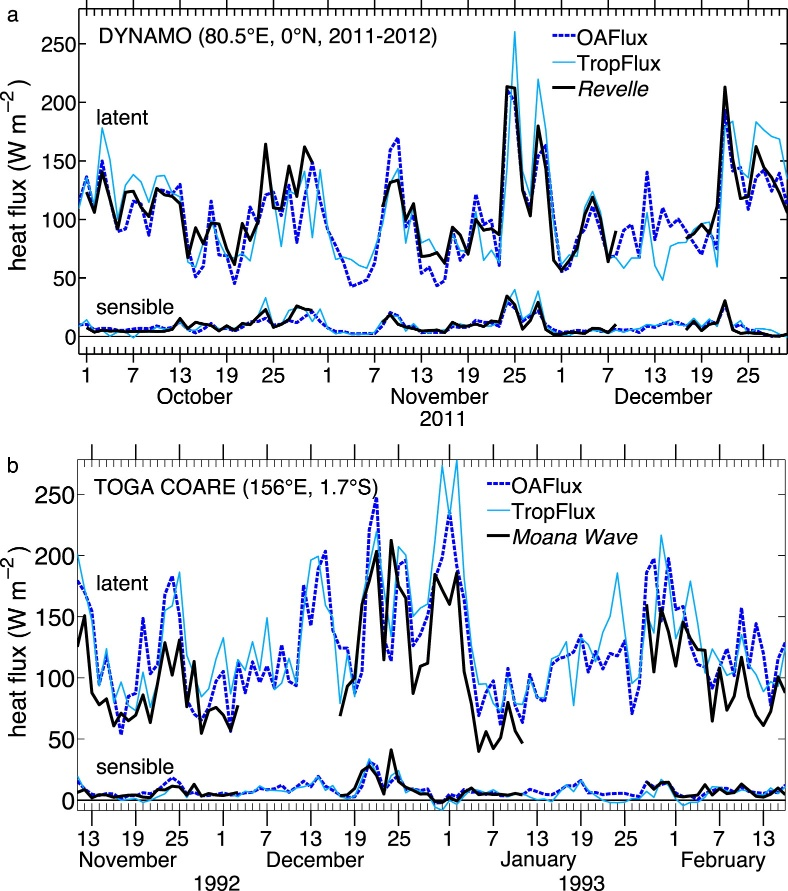 a
DYNAMO (80.5°E, 0°N, 2011-2012)
OAFlux
TropFlux
Revelle
latent
sensible
heat flux (W m−2)
250
200
150
100
50
0
1 7 13 19 25 1 7 13 19 25 1 7 13 19 25
October November December
2011
b
TOGA COARE (156°E, 1.7°S)
OAFlux
TropFlux
Moana Wave
latent
sensible
heat flux (W m−2)
250
200
150
100
50
0
13 19 25 1 7 13 19 25 1 7 13 19 25 1 7 13
November December January February
1992 1993